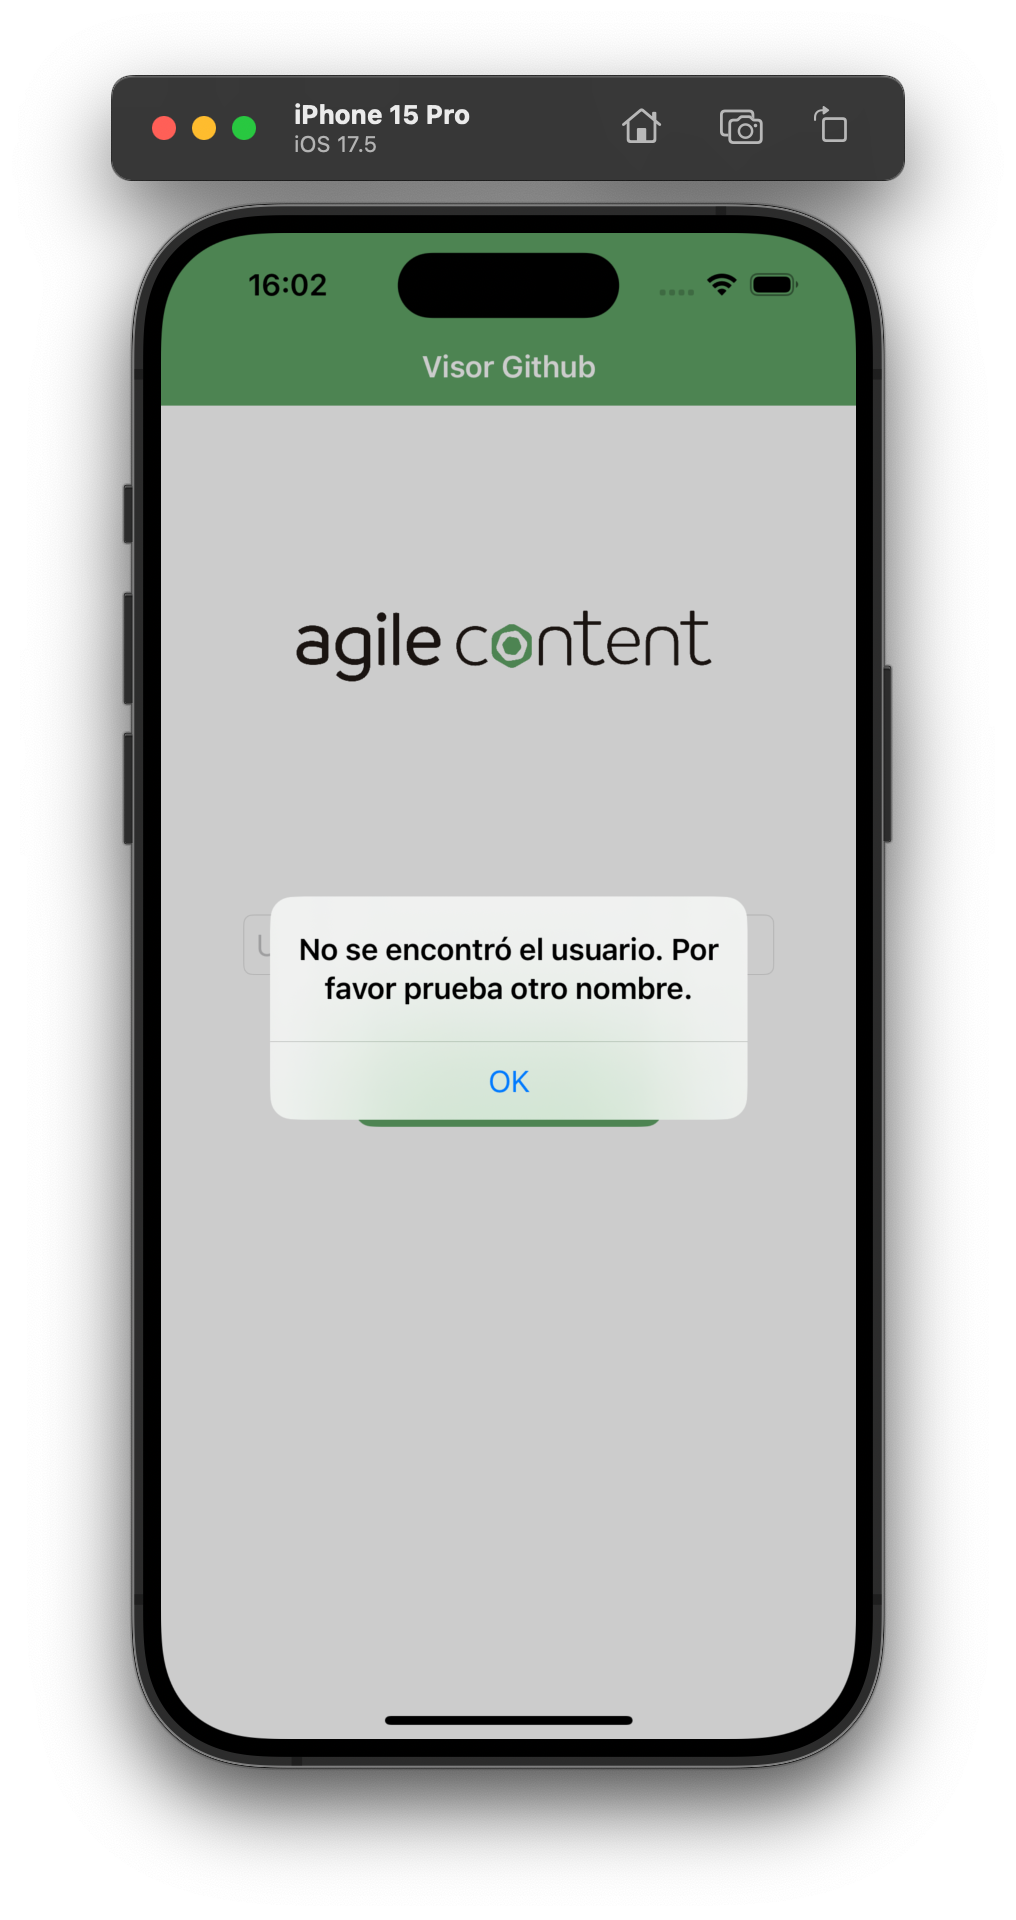 iPhone 15 Pro
iOS 17.5
16:02
Visor Github
agile content
No se encontró el usuario. Por
favor prueba otro nombre.
OK